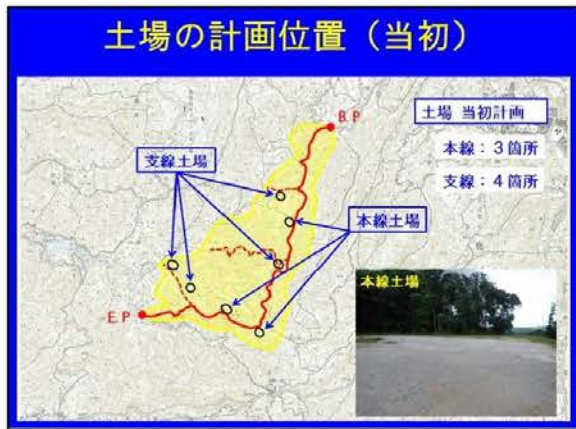 土場の計画位置（当初）
B.P
土場 当初計画
本線：３箇所
支線：４箇所
支線土場
本線土場
E.P
本線土場